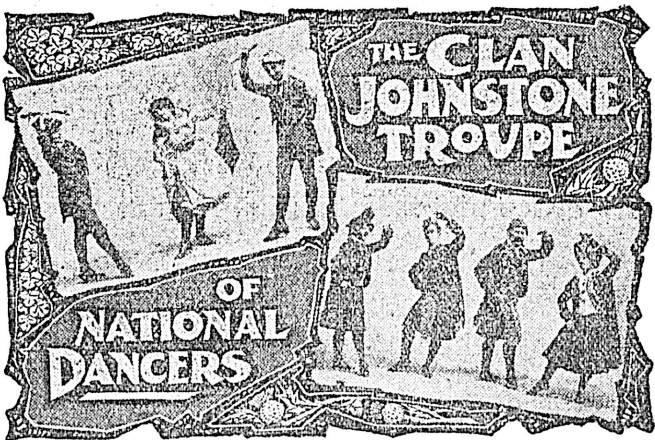 THE CLAN
JOHNSTONE
TROUPE
OF
NATIONAL
DANCERS